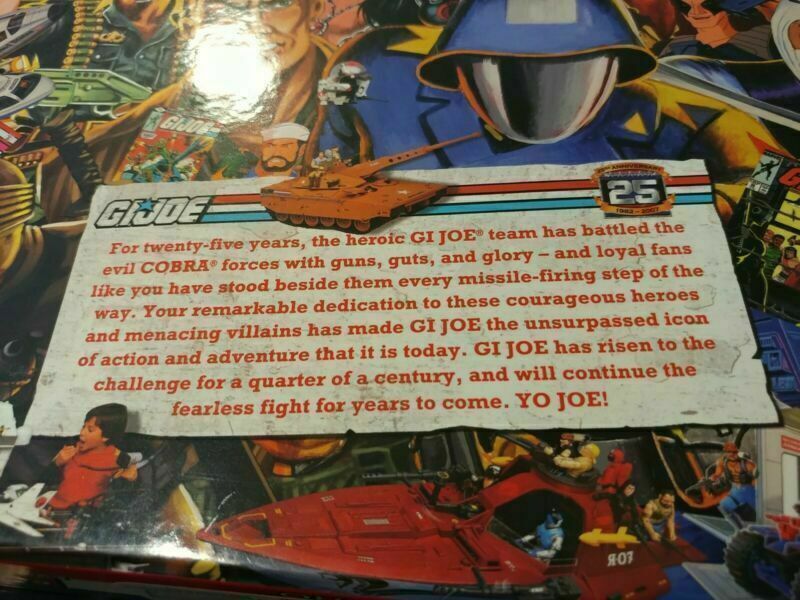 G.I. JOE
GI JOE
ANNIVERSARY
25
1982 - 2007
For twenty-five years, the heroic GI JOE® team has battled the
evil COBRA® forces with guns, guts, and glory – and loyal fans
like you have stood beside them every missile-firing step of the
way. Your remarkable dedication to these courageous heroes
and menacing villains has made GI JOE the unsurpassed icon
of action and adventure that it is today. GI JOE has risen to the
challenge for a quarter of a century, and will continue the
fearless fight for years to come. YO JOE!
Я-07